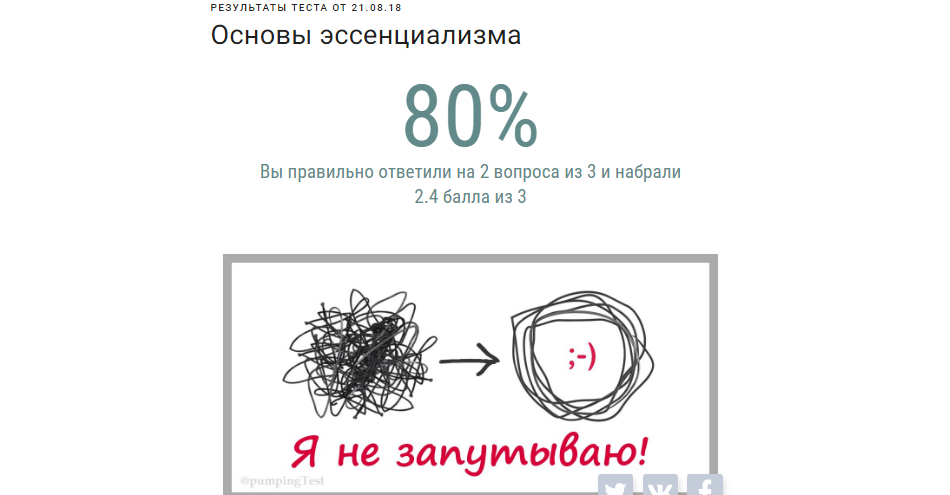 РЕЗУЛЬТАТЫ ТЕСТА ОТ 21.08.18
Основы эссенциализма
80%
Вы правильно ответили на 2 вопроса из 3 и набрали
2.4 балла из 3
;-)
Я не запутываю!
@pumpingTest